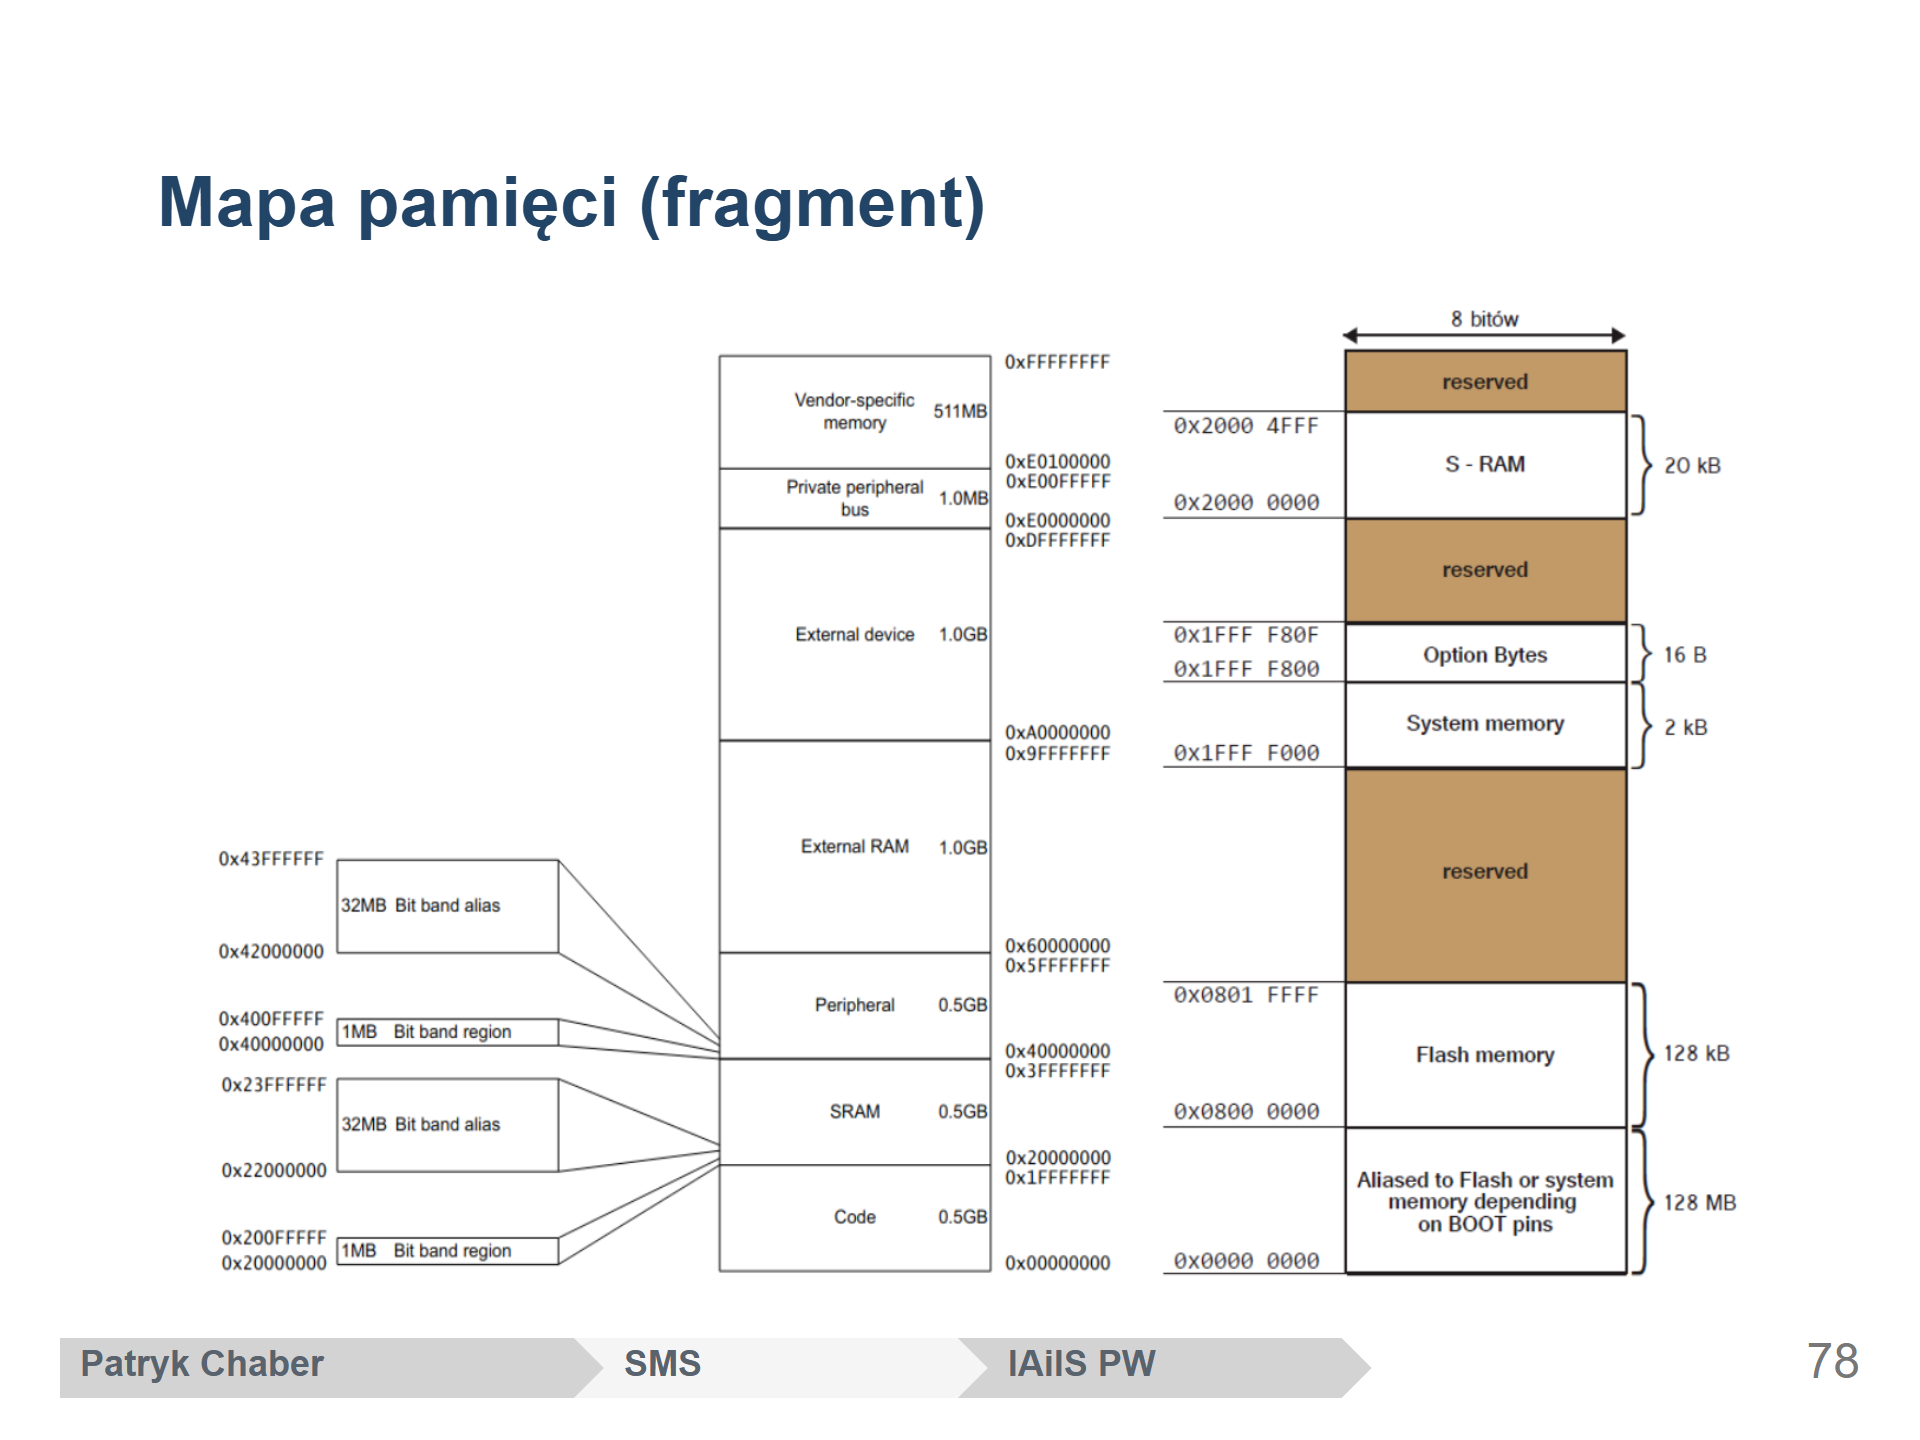 Mapa pamięci (fragment)
0x43FFFFFF
32MB Bit band alias
0x42000000
0x400FFFFF
1MB Bit band region
0x40000000
0x23FFFFFF
32MB Bit band alias
0x22000000
0x200FFFFF
1MB Bit band region
0x20000000
0xFFFFFFFF
Vendor-specific
memory
511MB
0xE0100000
0xE00FFFFF
Private peripheral
bus
1.0MB
0xE0000000
0xDFFFFFFF
External device 1.0GB
0xA0000000
0x9FFFFFFF
External RAM 1.0GB
0x60000000
0x5FFFFFFF
Peripheral 0.5GB
0x40000000
0x3FFFFFFF
SRAM 0.5GB
0x20000000
0x1FFFFFFF
Code 0.5GB
0x00000000
8 bitów
reserved
0x2000 4FFF
S - RAM
20 kB
0x2000 0000
reserved
0x1FFF F80F
Option Bytes
16 B
0x1FFF F800
System memory
2 kB
0x1FFF F000
reserved
0x0801 FFFF
Flash memory
128 kB
0x0800 0000
Aliased to Flash or system
memory depending
on BOOT pins
128 MB
0x0000 0000
Patryk Chaber SMS IAiIS PW 78